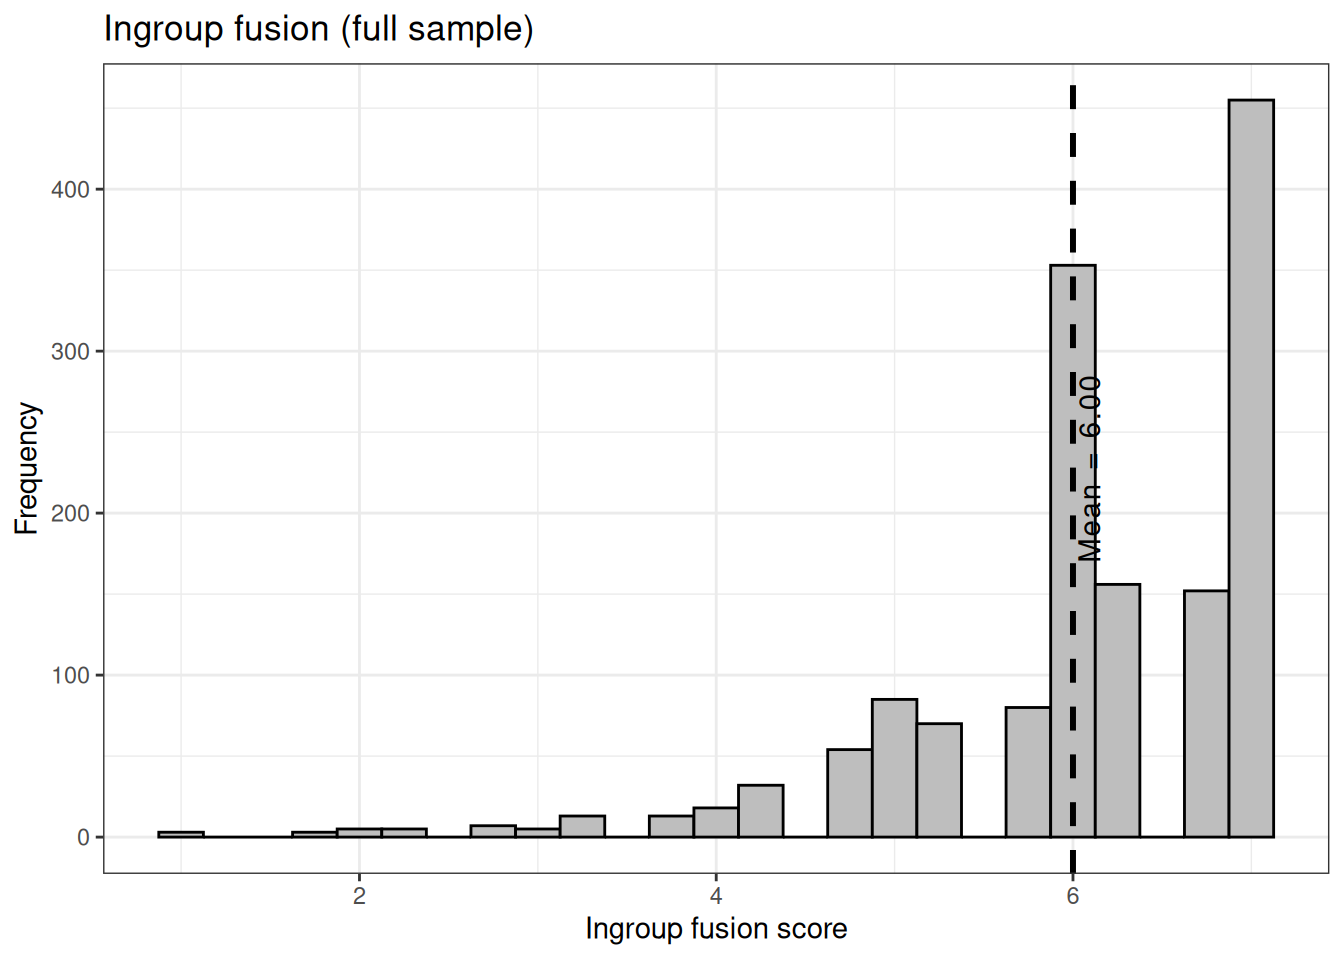 Ingroup fusion (full sample)
Frequency
400
300
200
100
0
Mean = 6.00
2
4
6
Ingroup fusion score